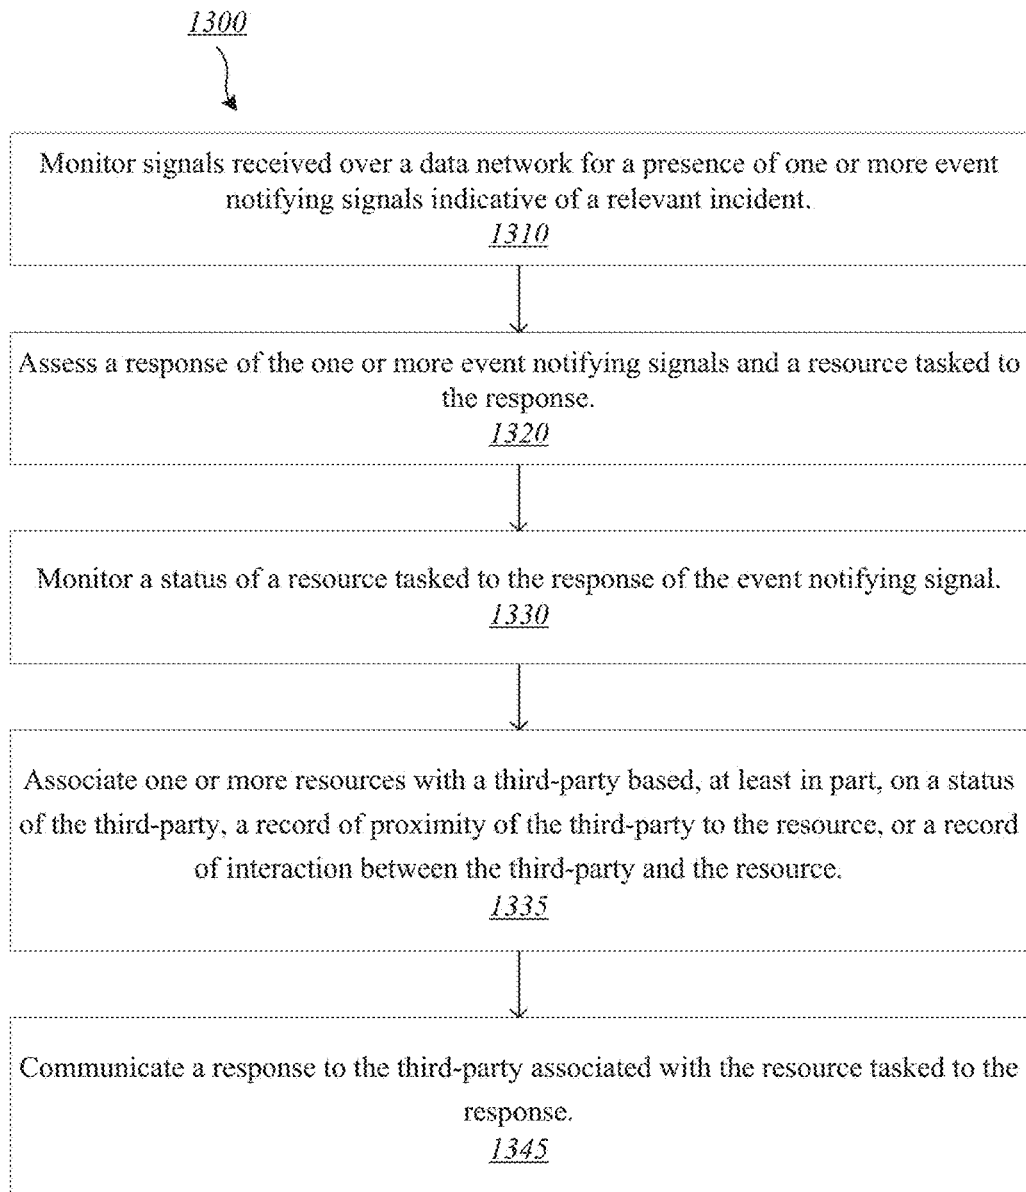 1300
Monitor signals received over a data network for a presence of one or more event
notifying signals indicative of a relevant incident.
1310
Assess a response of the one or more event notifying signals and a resource tasked to
the response.
1320
Monitor a status of a resource tasked to the response of the event notifying signal.
1330
Associate one or more resources with a third-party based, at least in part, on a status
of the third-party, a record of proximity of the third-party to the resource, or a record
of interaction between the third-party and the resource.
1335
Communicate a response to the third-party associated with the resource tasked to the
response.
1345